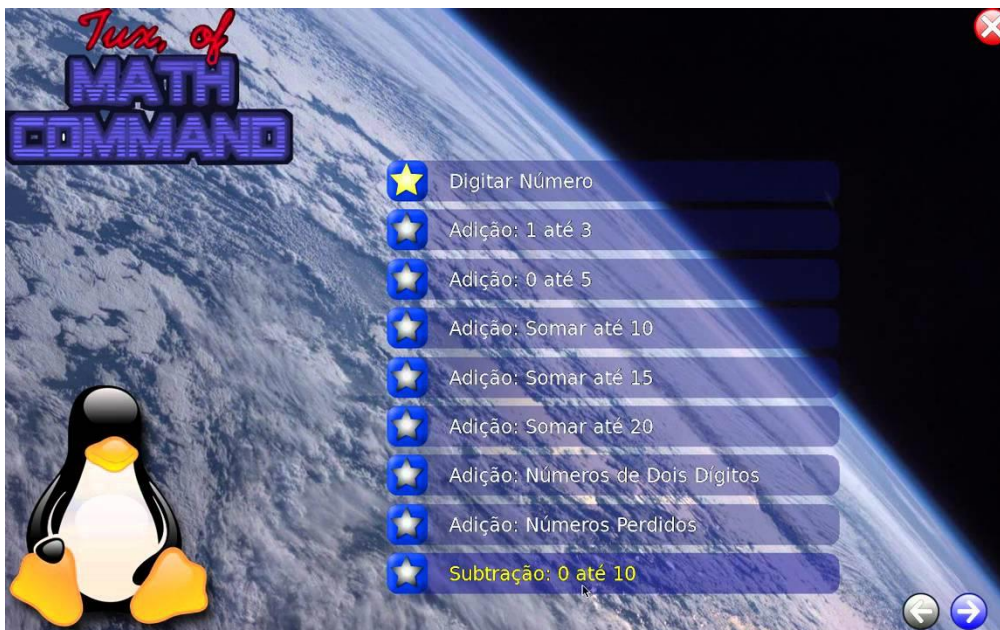 Tux, of
MATH
COMMAND
Digitar Número
Adição: 1 até 3
Adição: 0 até 5
Adição: Somar até 10
Adição: Somar até 15
Adição: Somar até 20
Adição: Números de Dois Dígitos
Adição: Números Perdidos
Subtração: 0 até 10